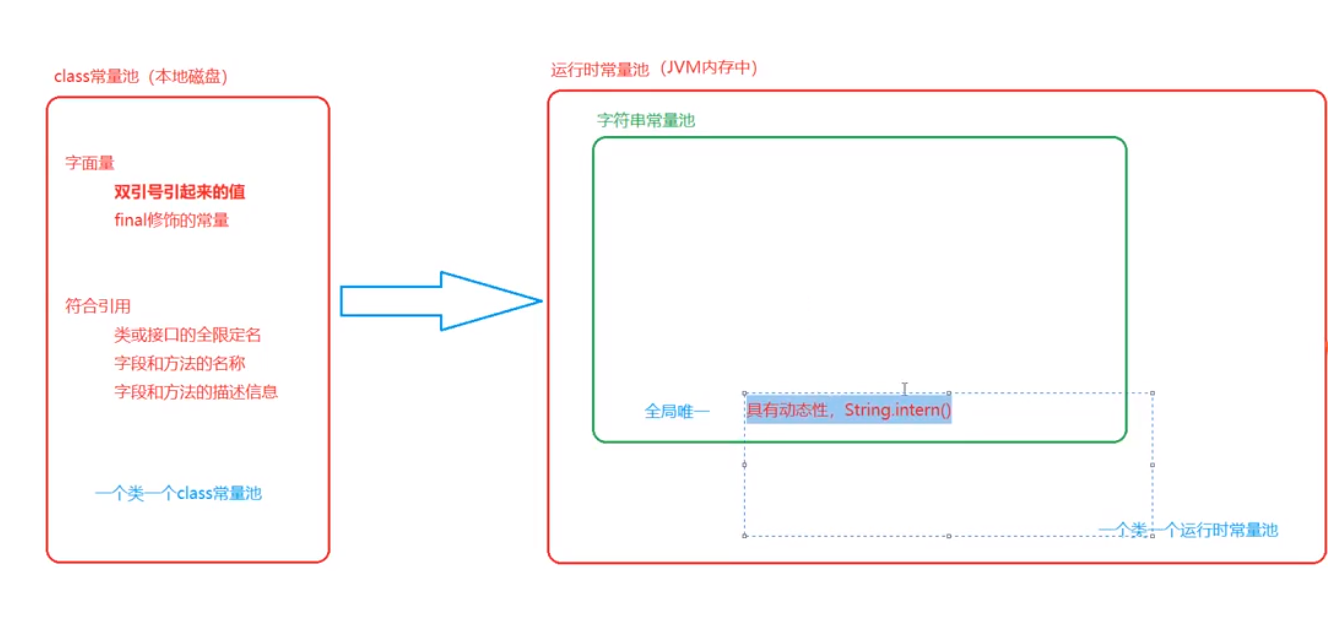 class常量池（本地磁盘）
字面量
双引号引起来的值
final修饰的常量
符合引用
类或接口的全限定名
字段和方法的名称
字段和方法的描述信息
一个类一个class常量池
运行时常量池（JVM内存中）
字符串常量池
全局唯一
具有动态性，String.intern()
一个类一个运行时常量池